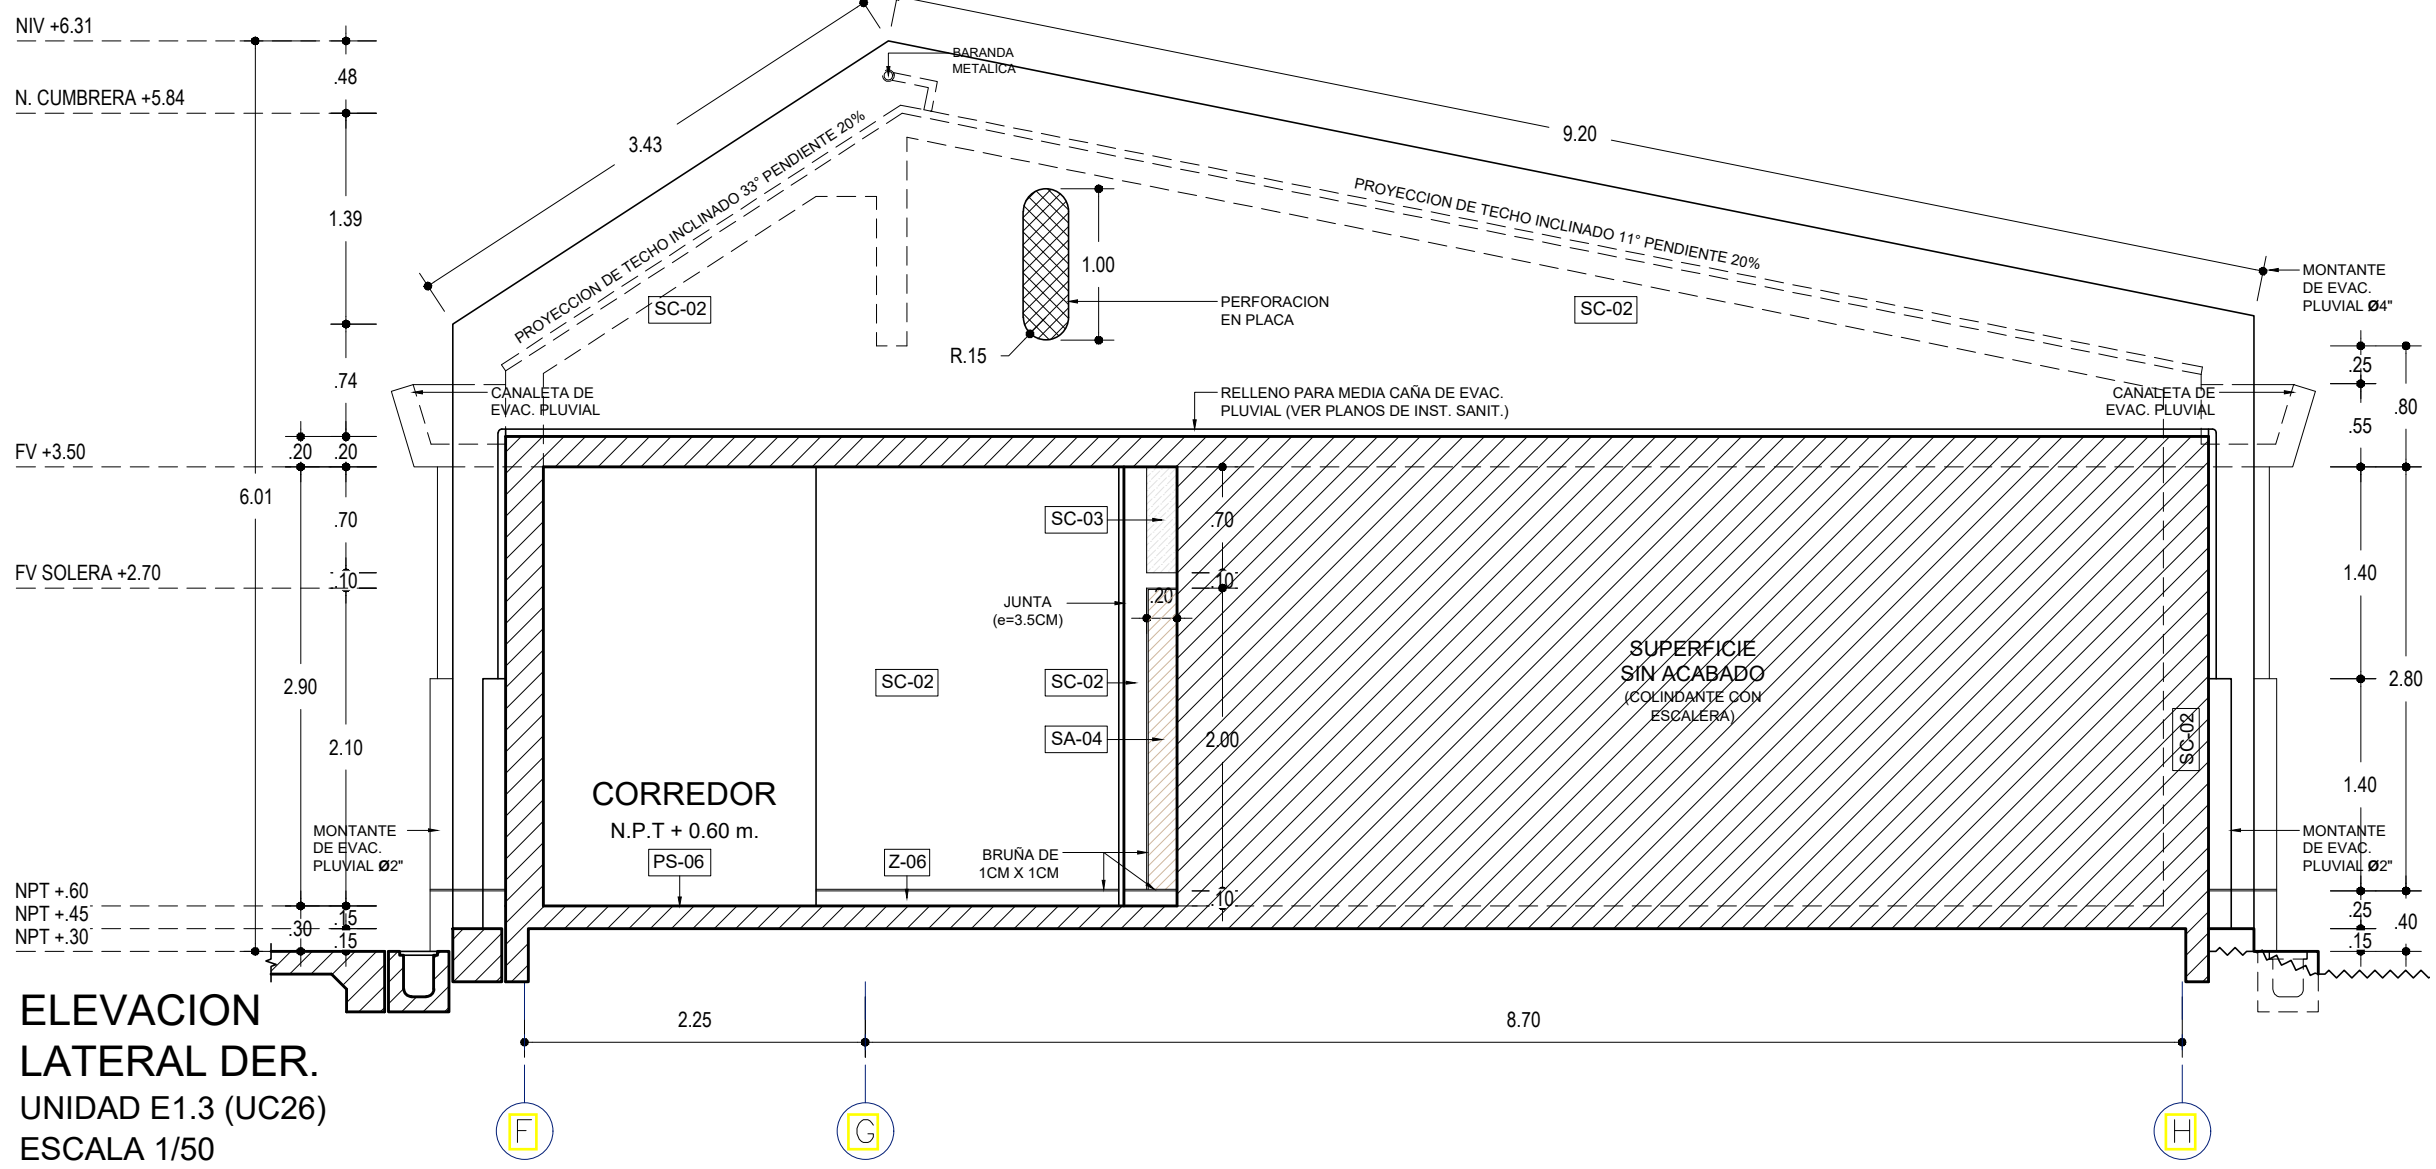 NIV +6.31
N. CUMBRERA +5.84
FV +3.50
FV SOLERA +2.70
NPT +.60
NPT +.45
NPT +.30
6.01
.20
2.90
.30
.48
1.39
.74
.20
.70
.10
2.10
.15
.15
3.43
9.20
BARANDA
METALICA
PROYECCION DE TECHO INCLINADO 33° PENDIENTE 20%
PROYECCION DE TECHO INCLINADO 11° PENDIENTE 20%
SC-02
1.00
R.15
PERFORACION
EN PLACA
SC-02
MONTANTE
DE EVAC.
PLUVIAL Ø4"
CANALETA DE
EVAC. PLUVIAL
RELLENO PARA MEDIA CAÑA DE EVAC.
PLUVIAL (VER PLANOS DE INST. SANIT.)
CANALETA DE
EVAC. PLUVIAL
.25
.55
1.40
1.40
.25
.15
.80
2.80
.40
SC-03
.70
.10
.20
JUNTA
(e=3.5CM)
SC-02
SC-02
SA-04
2.00
SUPERFICIE
SIN ACABADO
(COLINDANTE CON
ESCALERA)
SC-02
CORREDOR
N.P.T + 0.60 m.
PS-06
Z-06
BRUÑA DE
1CM X 1CM
.10
MONTANTE
DE EVAC.
PLUVIAL Ø2"
MONTANTE
DE EVAC.
PLUVIAL Ø2"
2.25
8.70
F
G
H
ELEVACION
LATERAL DER.
UNIDAD E1.3 (UC26)
ESCALA 1/50